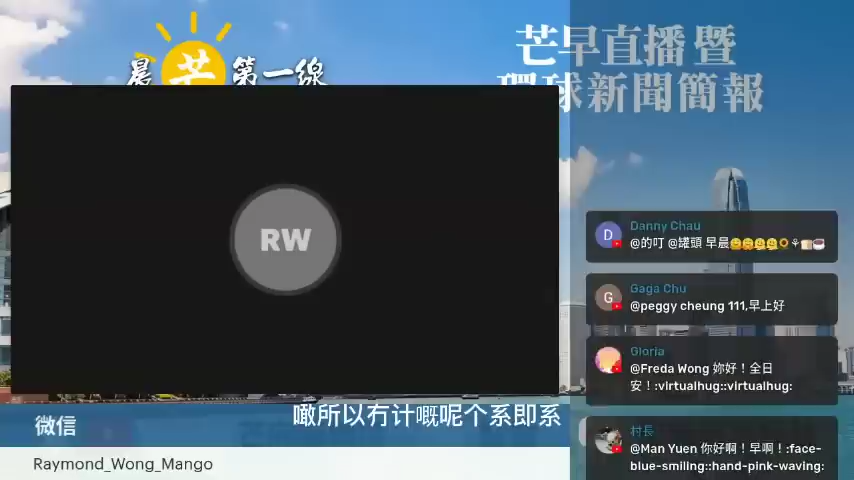 晨芒第一線
芒早直播暨
環球新聞簡報
RW
Danny Chau
@的叮 @罐頭 早晨
Gaga Chu
@peggy cheung 111,早上好
Gloria
@Freda Wong 妳好！全日
安！:virtualhug::virtualhug:
村長
@Man Yuen 你好啊！早啊！:face-
blue-smiling::hand-pink-waving:
噉所以冇计嘅呢个系即系
微信
Raymond_Wong_Mango